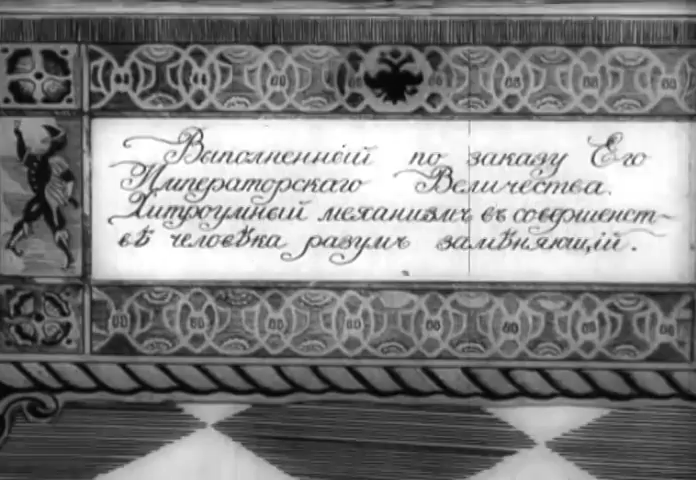 Выполненный по заказу Его
Императорскаго Величества.
Хитроумный механизмъ въ совершенст-
вѣ человѣка разумъ замѣняющій.